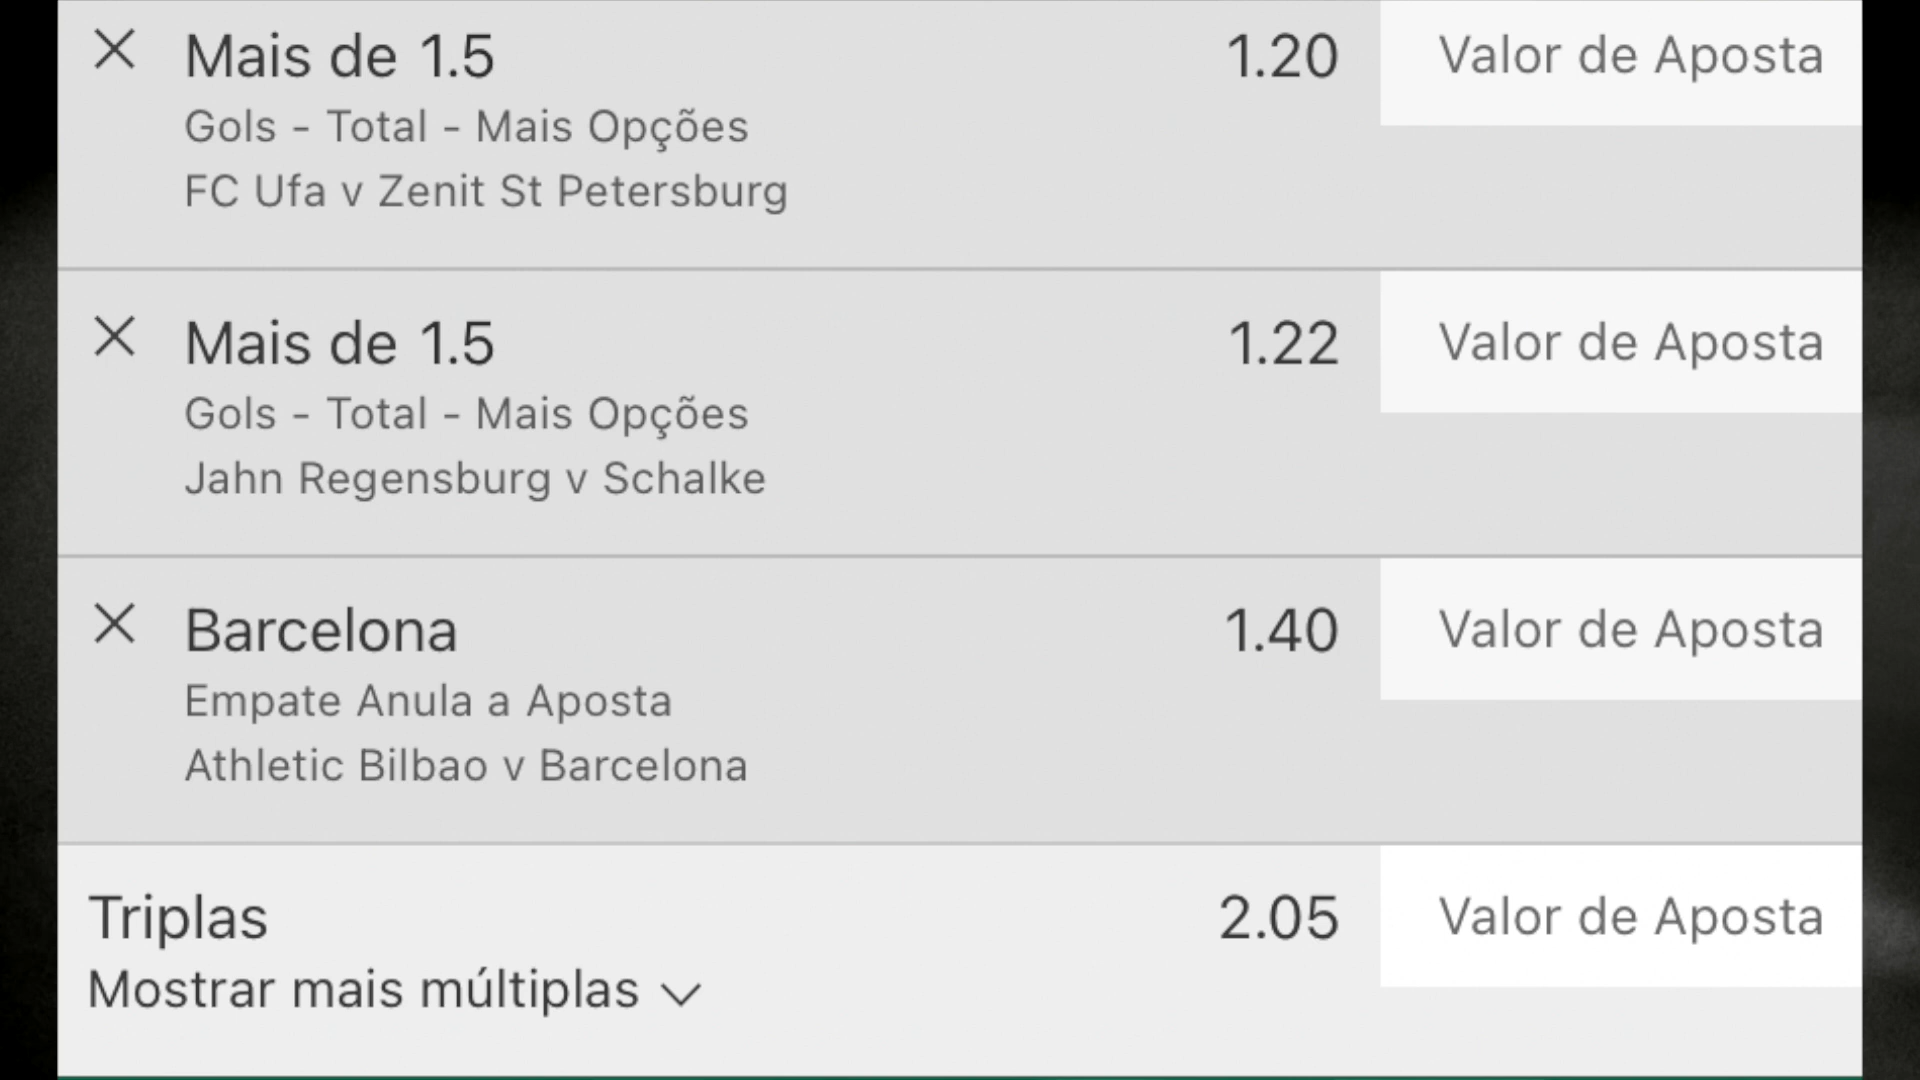 Mais de 1.5 1.20 Valor de Aposta
Gols - Total - Mais Opções
FC Ufa v Zenit St Petersburg
Mais de 1.5 1.22 Valor de Aposta
Gols - Total - Mais Opções
Jahn Regensburg v Schalke
Barcelona 1.40 Valor de Aposta
Empate Anula a Aposta
Athletic Bilbao v Barcelona
Triplas 2.05 Valor de Aposta
Mostrar mais múltiplas